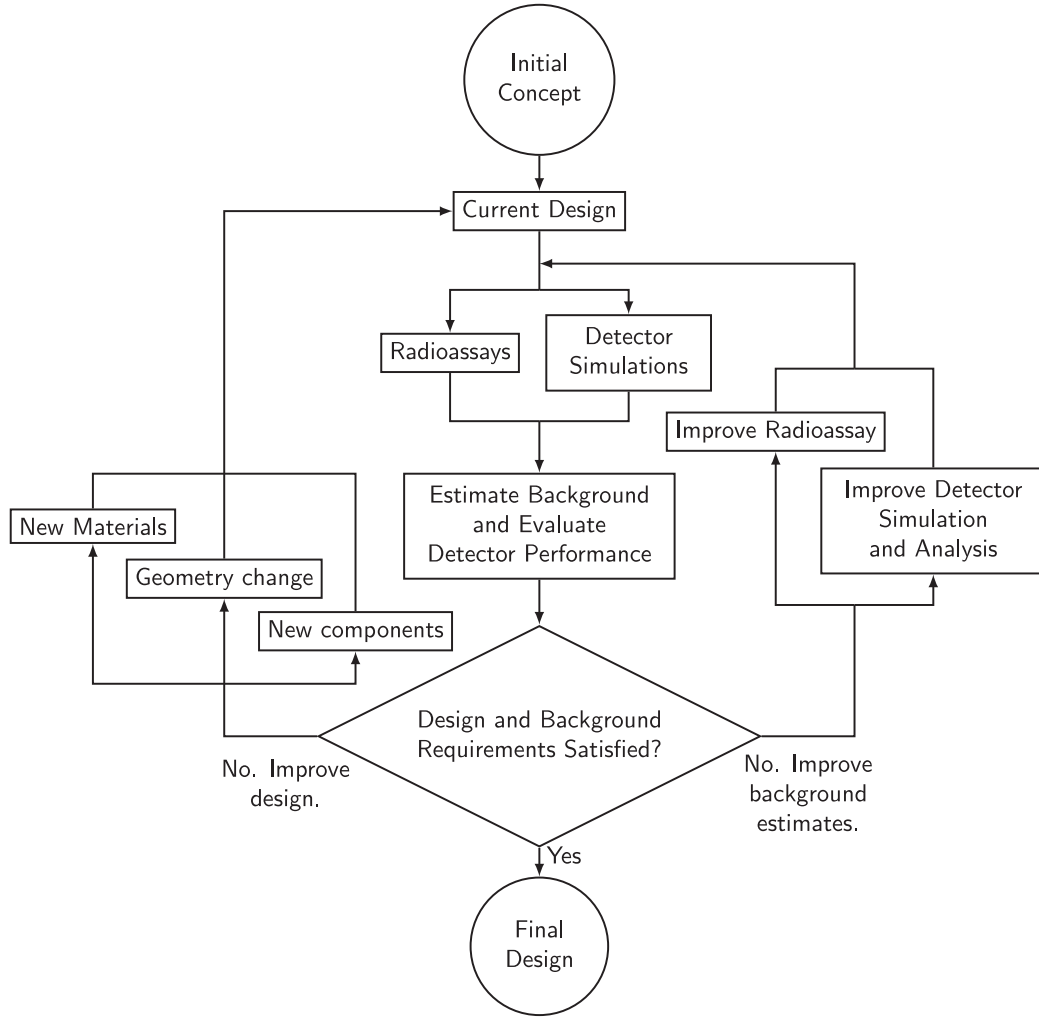 Initial
Concept
Current Design
Radioassays
Detector
Simulations
Improve Radioassay
Improve Detector
Simulation
and Analysis
Estimate Background
and Evaluate
Detector Performance
New Materials
Geometry change
New components
Design and Background
Requirements Satisfied?
No. Improve
design.
No. Improve
background
estimates.
Yes
Final
Design